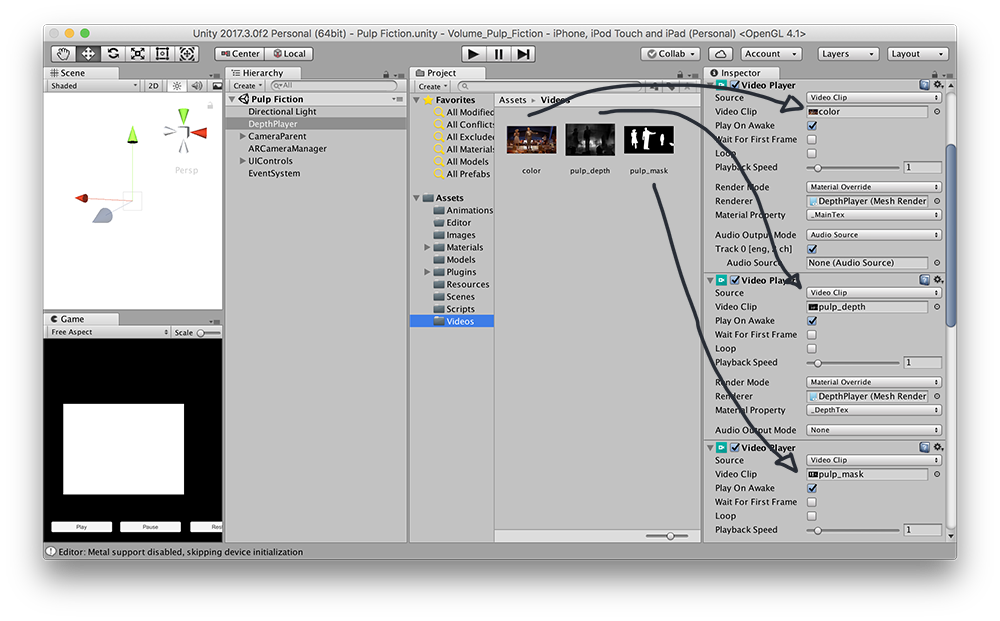 Unity 2017.3.0f2 Personal (64bit) - Pulp Fiction.unity - Volume_Pulp_Fiction - iPhone, iPod Touch and iPad (Personal) <OpenGL 4.1>
Center Local Collab Account Layers Layout
Scene
Shaded 2D
Persp
Game
Free Aspect Scale
Play Pause
Hierarchy
Create All
Pulp Fiction
Directional Light
DepthPlayer
CameraParent
ARCameraManager
UIControls
EventSystem
Project
Create
Favorites
All Modified
All Conflicts
All Excluded
All Materials
All Models
All Prefabs
Assets
Animations
Editor
Images
Materials
Models
Plugins
Resources
Scenes
Scripts
Videos
Assets Videos
color pulp_depth pulp_mask
Inspector
Video Player
Source Video Clip
Video Clip color
Play On Awake
Wait For First Frame
Loop
Playback Speed 1
Render Mode Material Override
Renderer DepthPlayer (Mesh Render
Material Property _MainTex
Audio Output Mode Audio Source
Track 0 [eng, 2 ch]
Audio Source None (Audio Source)
Video Player
Source Video Clip
Video Clip pulp_depth
Play On Awake
Wait For First Frame
Loop
Playback Speed 1
Render Mode Material Override
Renderer DepthPlayer (Mesh Render
Material Property _DepthTex
Audio Output Mode None
Video Player
Source Video Clip
Video Clip pulp_mask
Play On Awake
Wait For First Frame
Loop
Playback Speed 1
Editor: Metal support disabled, skipping device initialization